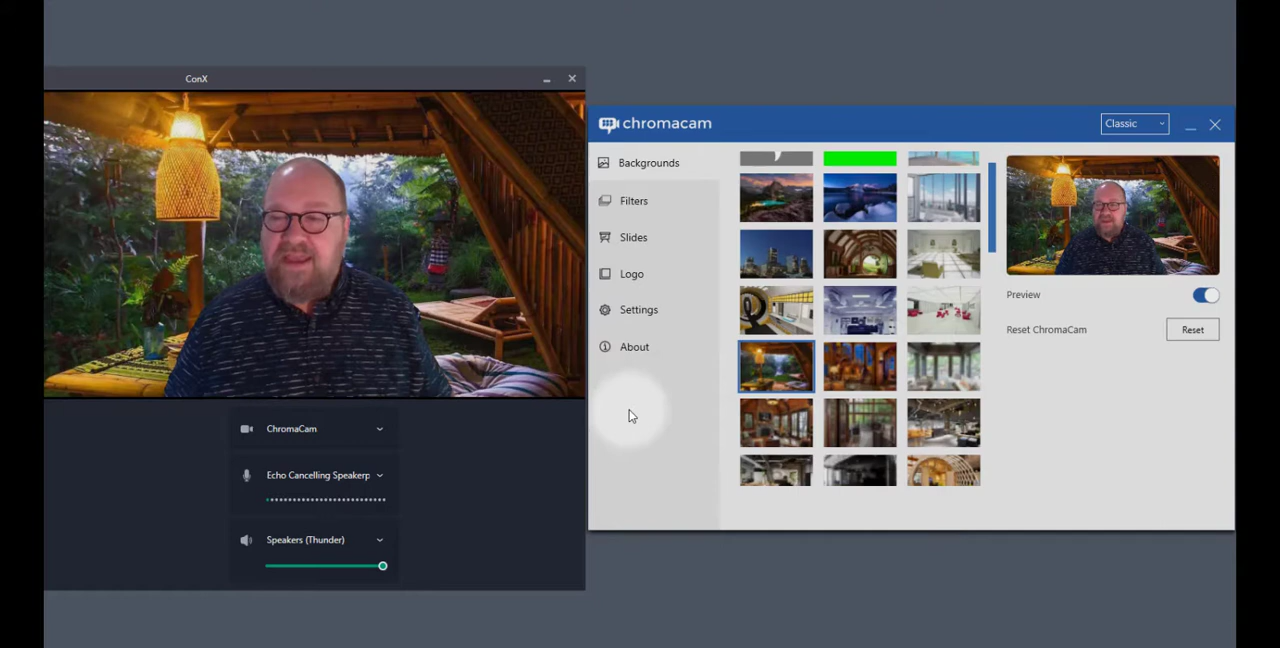 ConX
chromacam
Classic
Backgrounds
Filters
Slides
Logo
Settings
About
Preview
Reset ChromaCam
Reset
ChromaCam
Echo Cancelling Speakerp
Speakers (Thunder)